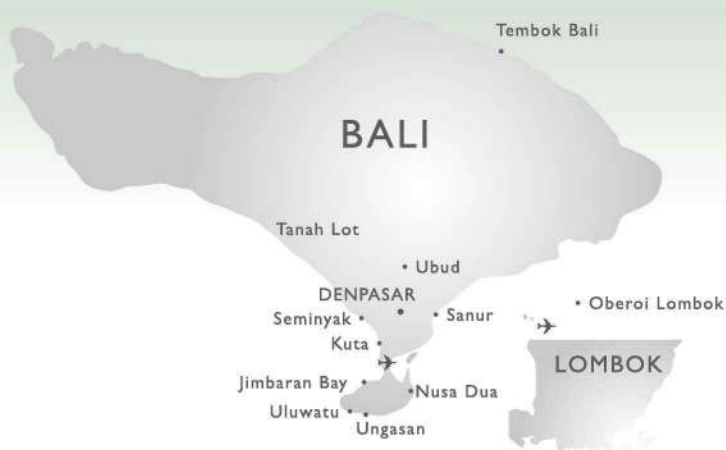 Tembok Bali
BALI
Tanah Lot
Ubud
DENPASAR
Seminyak
Sanur
Oberoi Lombok
Kuta
LOMBOK
Jimbaran Bay
Nusa Dua
Uluwatu
Ungasan